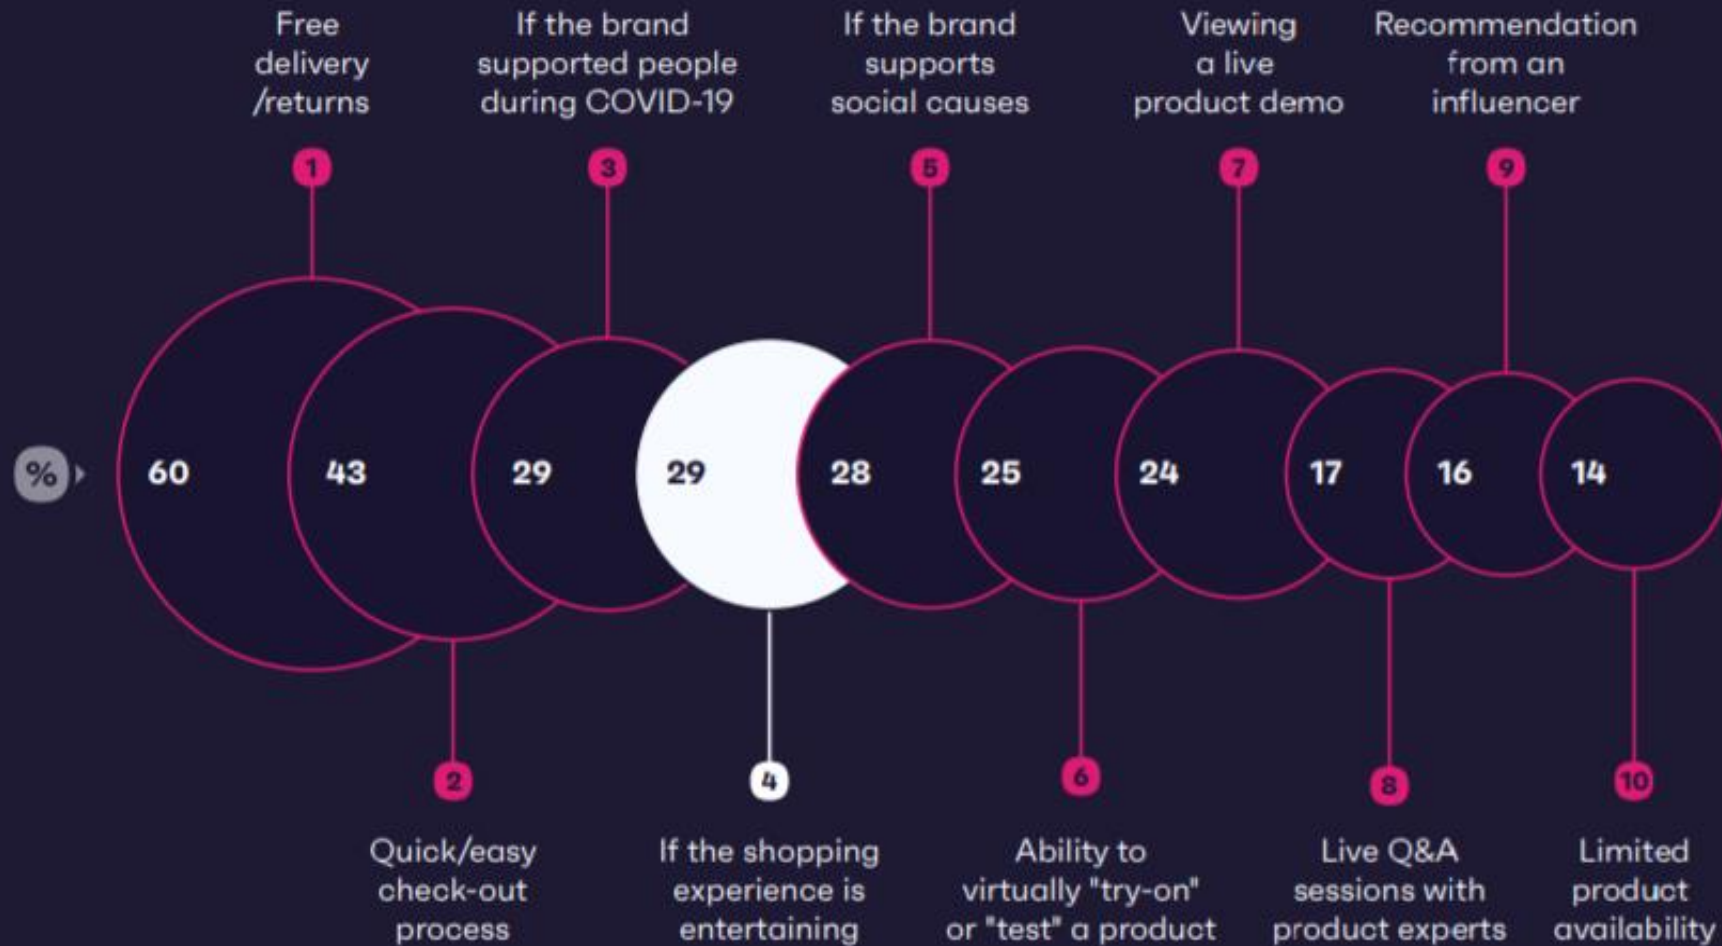 Free
delivery
/returns
If the brand
supported people
during COVID-19
If the brand
supports
social causes
Viewing
a live
product demo
Recommendation
from an
influencer
1
3
5
7
9
%
60
43
29
29
28
25
24
17
16
14
2
4
6
8
10
Quick/easy
check-out
process
If the shopping
experience is
entertaining
Ability to
virtually "try-on"
or "test" a product
Live Q&A
sessions with
product experts
Limited
product
availability